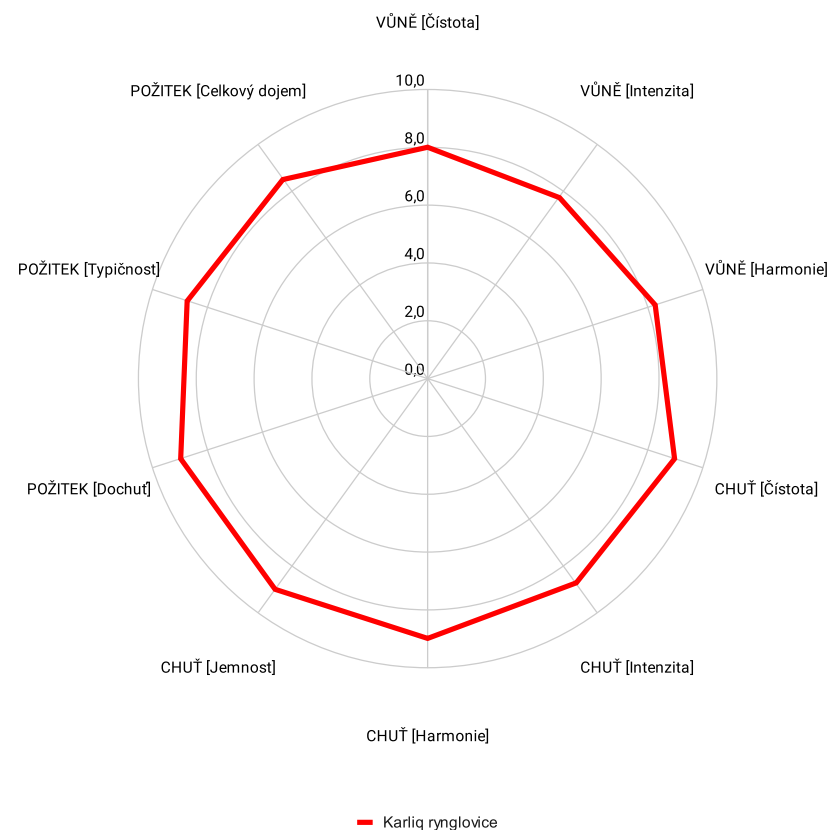 VŮNĚ [Čístota]
POŽITEK [Celkový dojem]
VŮNĚ [Intenzita]
10,0
8,0
6,0
4,0
2,0
0,0
POŽITEK [Typičnost]
VŮNĚ [Harmonie]
POŽITEK [Dochuť]
CHUŤ [Čístota]
CHUŤ [Jemnost]
CHUŤ [Intenzita]
CHUŤ [Harmonie]
Karliq rynglovice